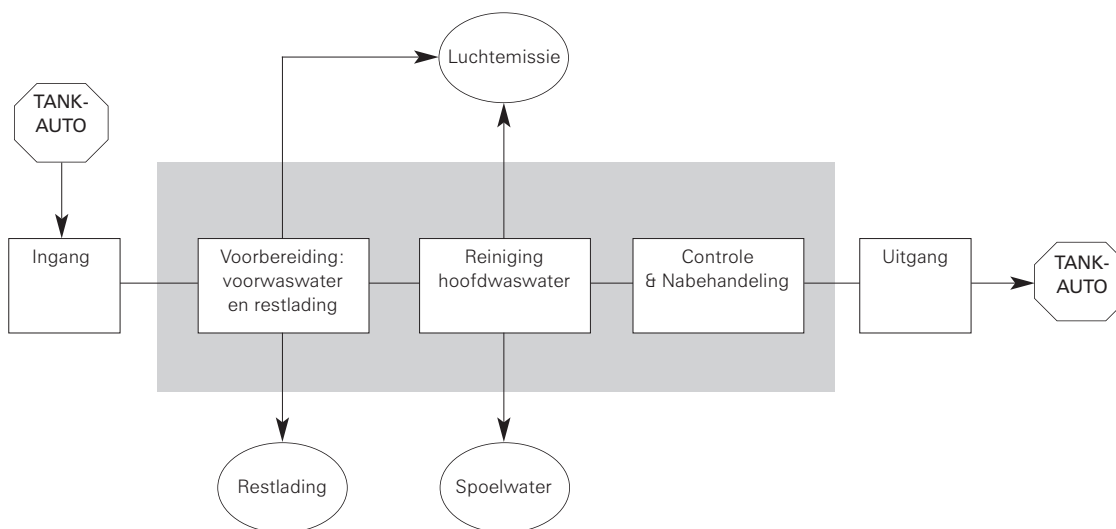 Luchtemissie
TANK-
AUTO
Ingang
Voorbereiding:
voorwaswater
en restlading
Reiniging
hoofdwaswater
Controle
& Nabehandeling
Uitgang
TANK-
AUTO
Restlading
Spoelwater